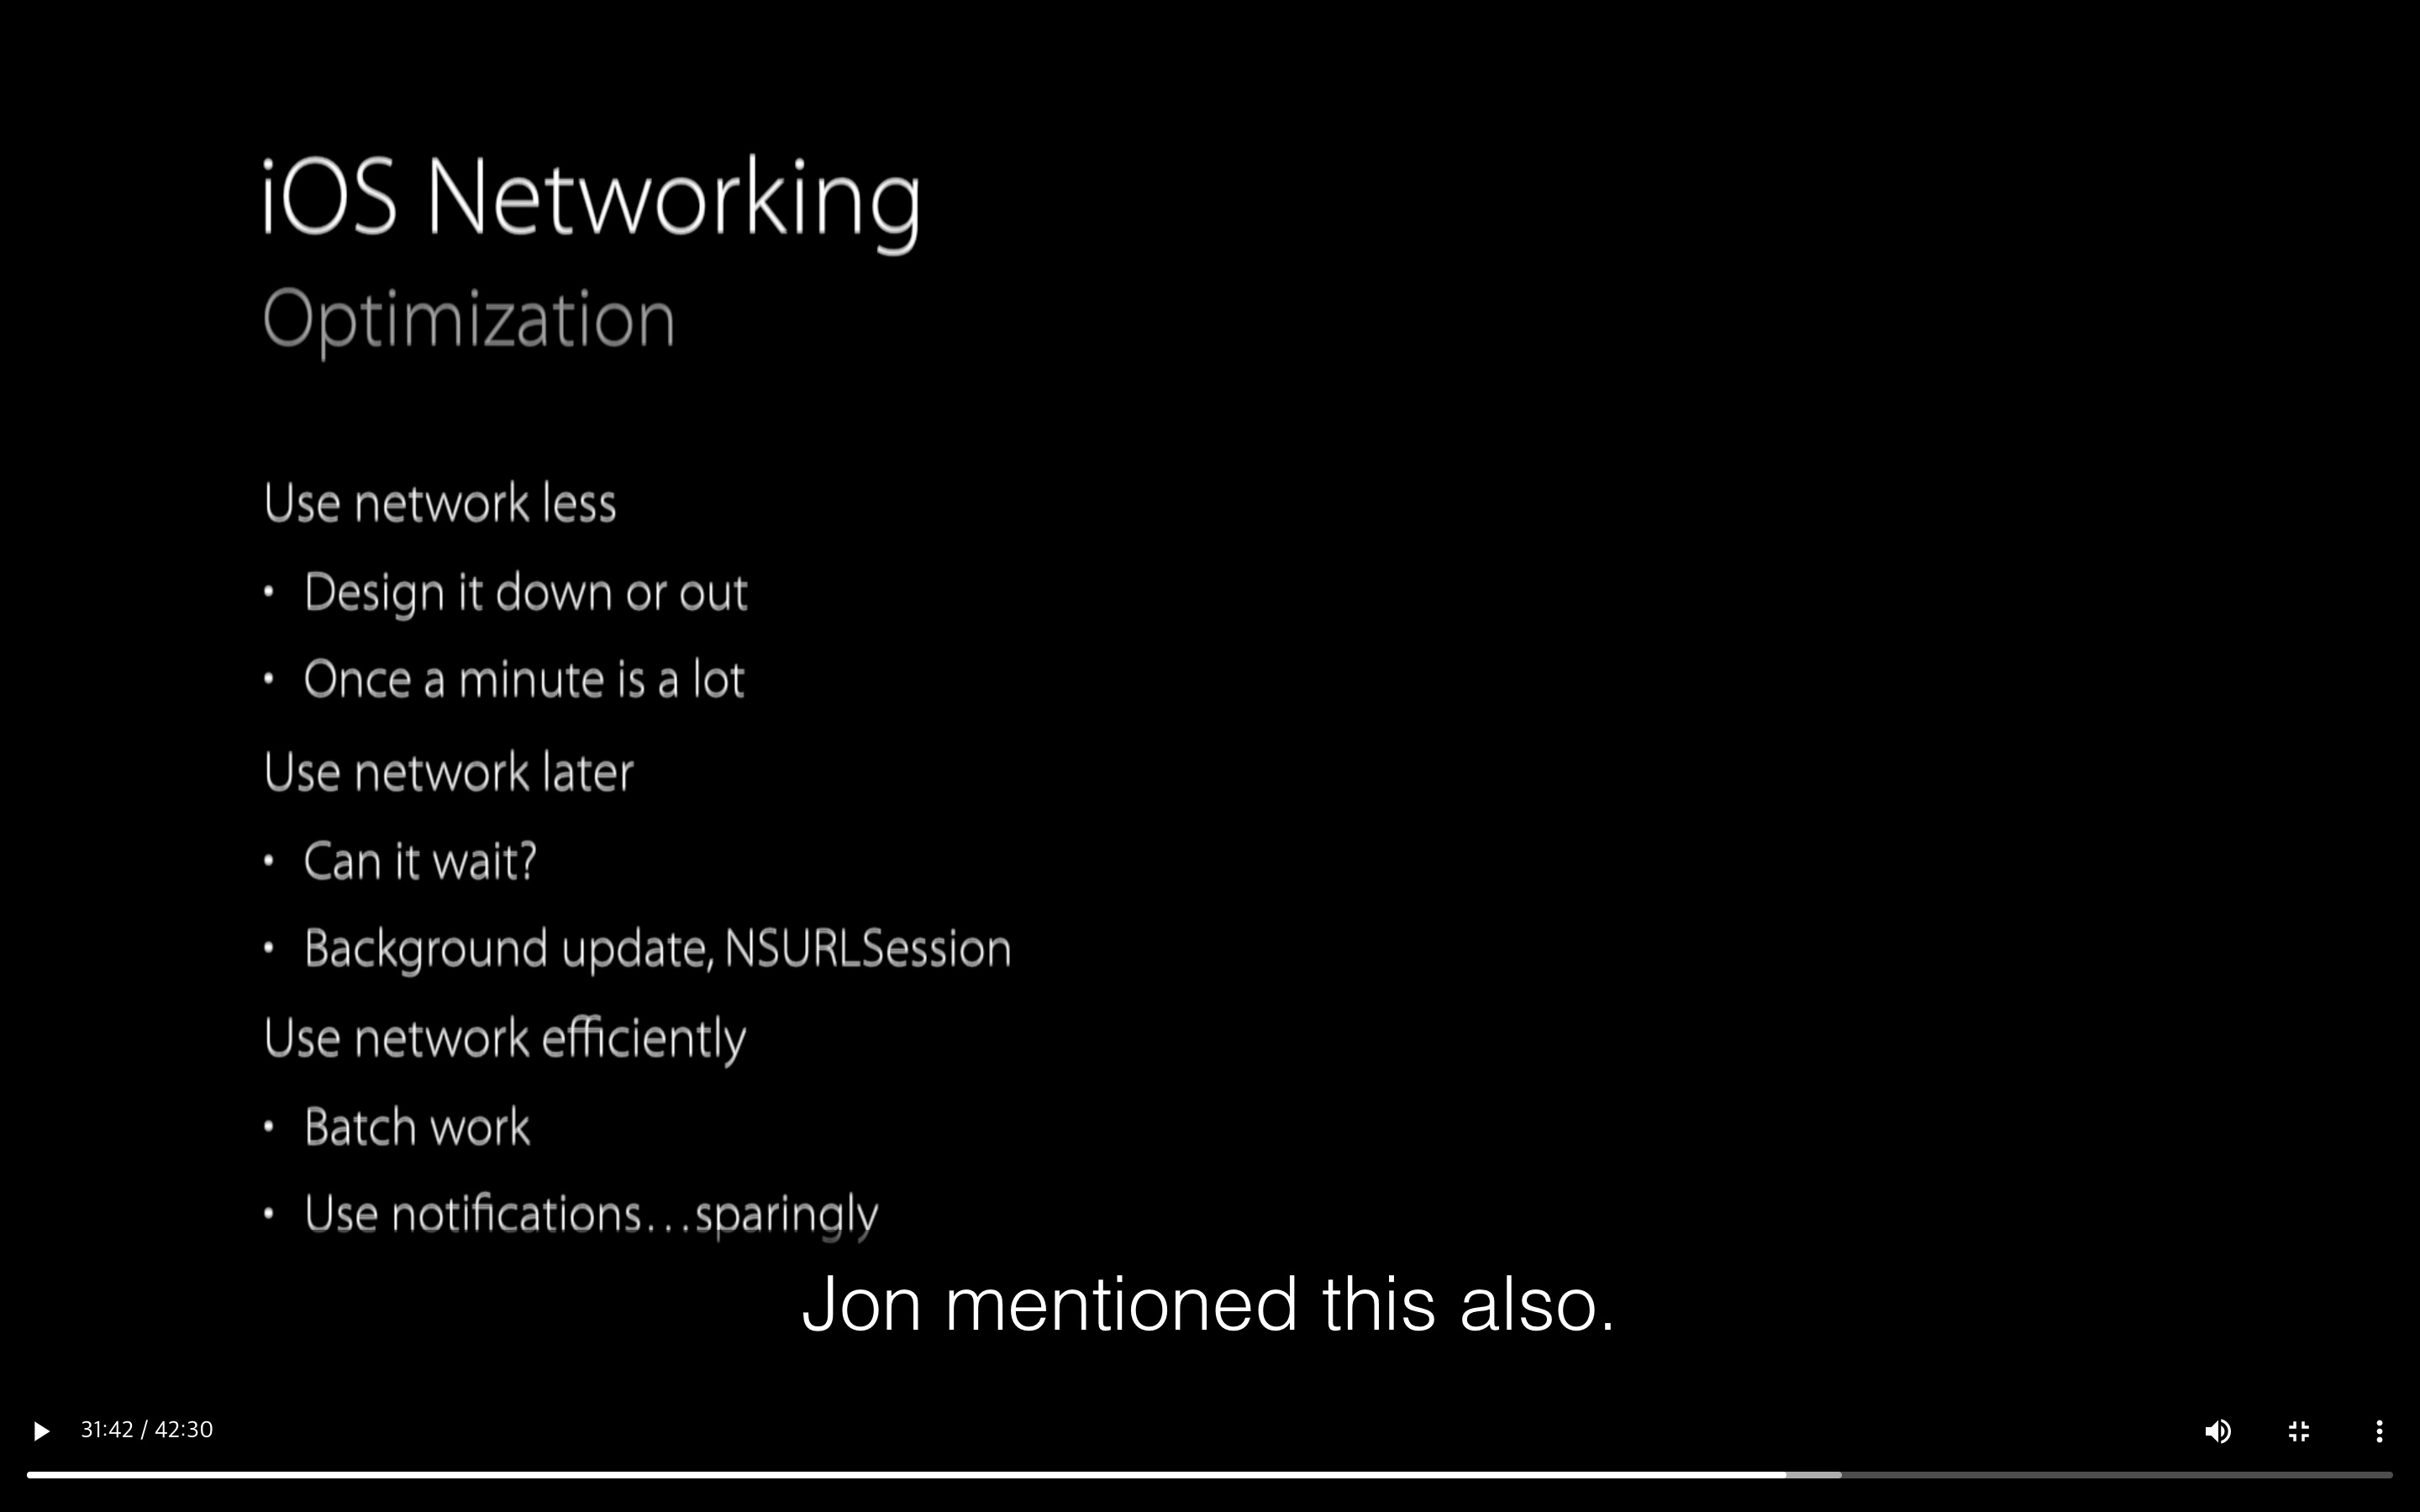 iOS Networking
Optimization
Use network less
• Design it down or out
• Once a minute is a lot
Use network later
• Can it wait?
• Background update, NSURLSession
Use network efficiently
• Batch work
• Use notifications…sparingly
Jon mentioned this also.
31:42 / 42:30